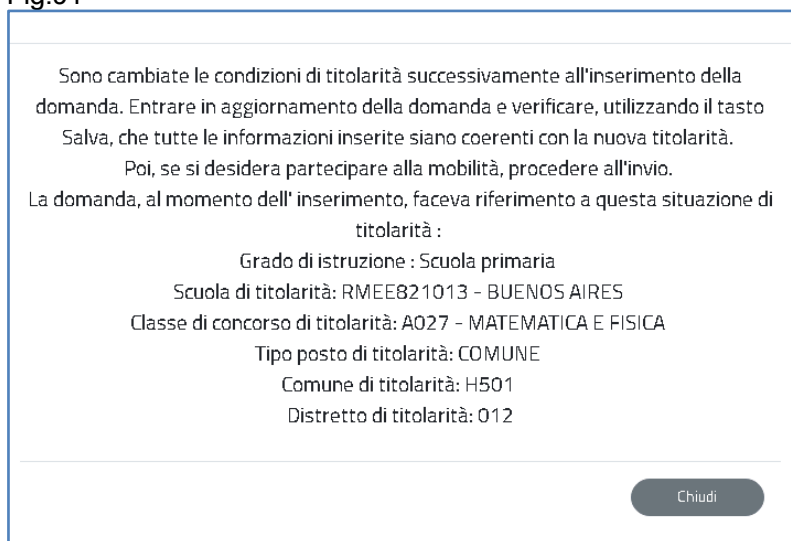 Sono cambiate le condizioni di titolarità successivamente all'inserimento della
domanda. Entrare in aggiornamento della domanda e verificare, utilizzando il tasto
Salva, che tutte le informazioni inserite siano coerenti con la nuova titolarità.
Poi, se si desidera partecipare alla mobilità, procedere all'invio.
La domanda, al momento dell' inserimento, faceva riferimento a questa situazione di
titolarità :
Grado di istruzione : Scuola primaria
Scuola di titolarità: RMEE821013 - BUENOS AIRES
Classe di concorso di titolarità: A027 - MATEMATICA E FISICA
Tipo posto di titolarità: COMUNE
Comune di titolarità: H501
Distretto di titolarità: 012
Chiudi